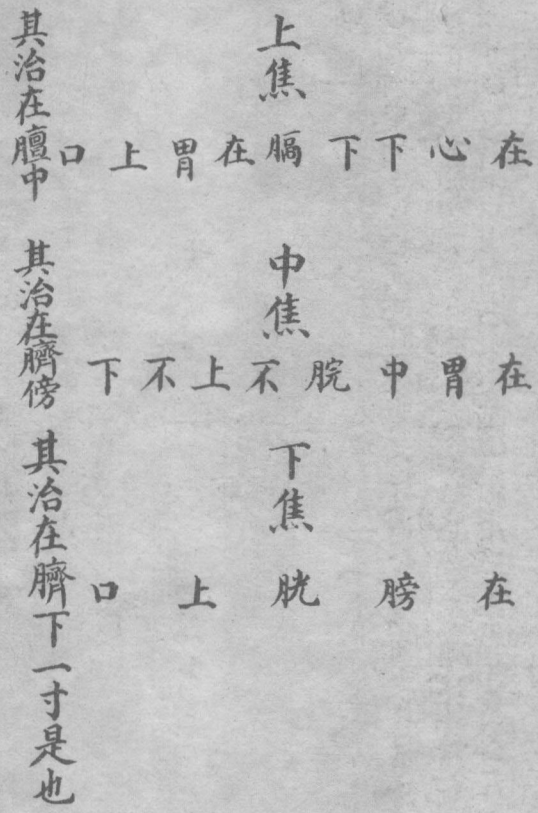 上焦
在心下下膈在胃上口
其治在膻中
中焦
在胃中脘不上不下
其治在臍傍
下焦
在膀胱上口
其治在臍下一寸是也